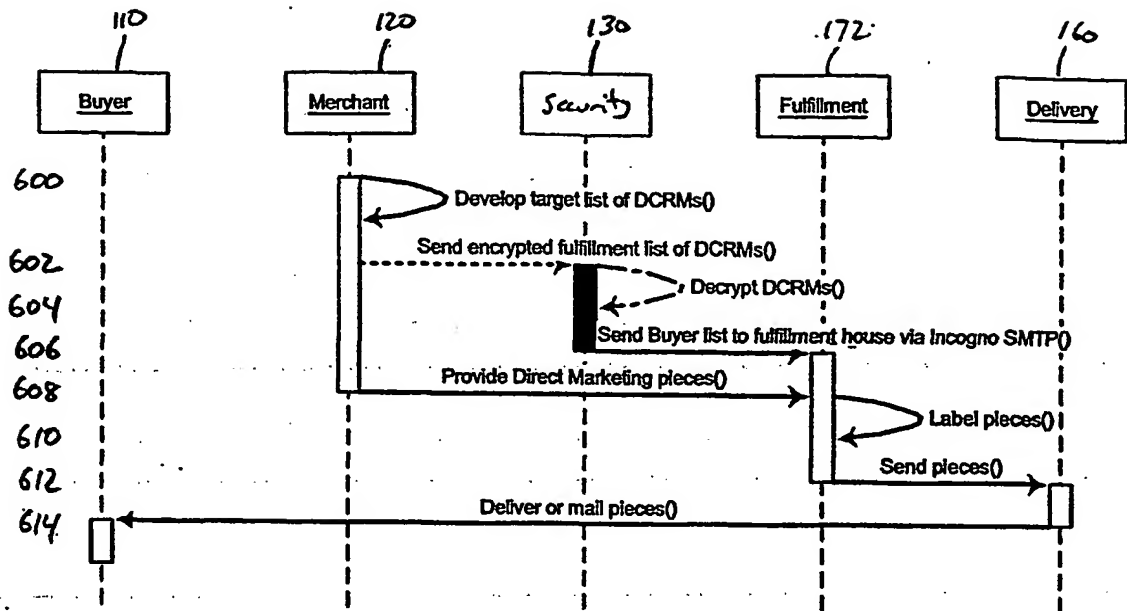 110 120 130 172 160
Buyer Merchant Security Fulfillment Delivery
600
Develop target list of DCRMs()
Send encrypted fulfillment list of DCRMs()
602
Decrypt DCRMs()
604
Send Buyer list to fulfillment house via Incogno SMTP()
606
Provide Direct Marketing pieces()
608
Label pieces()
610
Send pieces()
612
Deliver or mail pieces()
614